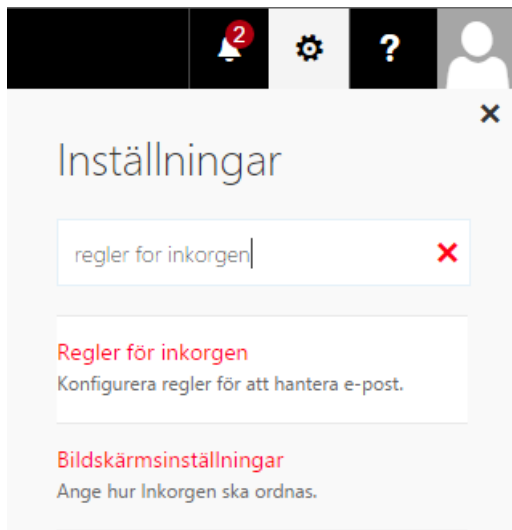 2
?
Inställningar
regler for inkorgen
Regler för inkorgen
Konfigurera regler för att hantera e-post.
Bildskärmsinställningar
Ange hur Inkorgen ska ordnas.